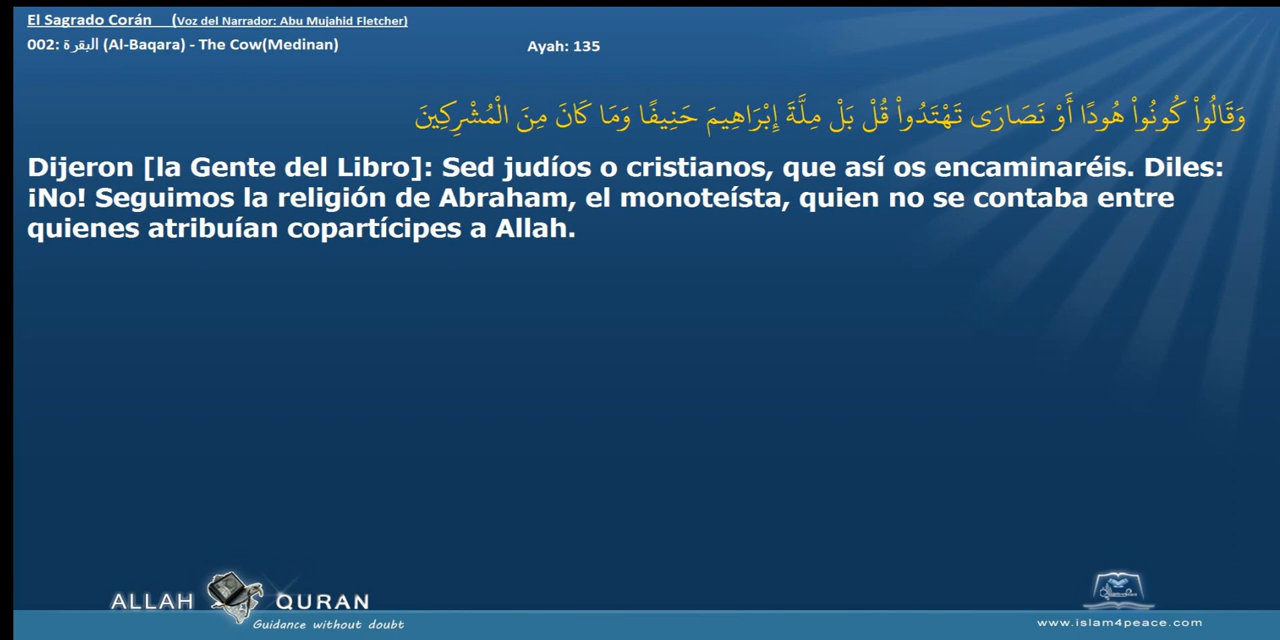 El Sagrado Corán (Voz del Narrador: Abu Mujahid Fletcher)
002: البقرة (Al-Baqara) - The Cow(Medinan) Ayah: 135
وَقَالُواْ كُونُواْ هُودًا أَوْ نَصَارَى تَهْتَدُواْ قُلْ بَلْ مِلَّةَ إِبْرَاهِيمَ حَنِيفًا وَمَا كَانَ مِنَ الْمُشْرِكِينَ
Dijeron [la Gente del Libro]: Sed judíos o cristianos, que así os encaminaréis. Diles:
¡No! Seguimos la religión de Abraham, el monoteísta, quien no se contaba entre
quienes atribuían copartícipes a Allah.
ALLAH QURAN
Guidance without doubt
www.islam4peace.com